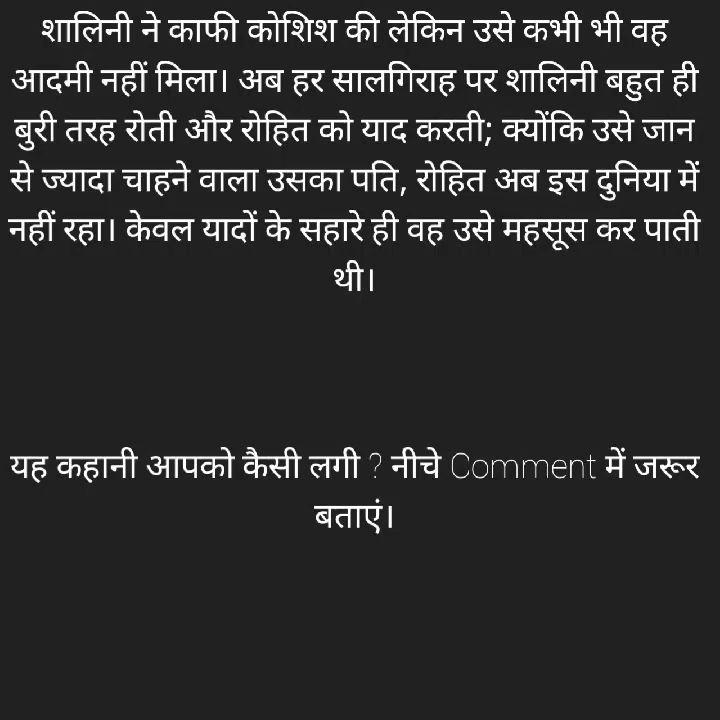 शालिनी ने काफी कोशिश की लेकिन उसे कभी भी वह
आदमी नहीं मिला। अब हर सालगिराह पर शालिनी बहुत ही
बुरी तरह रोती और रोहित को याद करती; क्योंकि उसे जान
से ज्यादा चाहने वाला उसका पति, रोहित अब इस दुनिया में
नहीं रहा। केवल यादों के सहारे ही वह उसे महसूस कर पाती
थी।
यह कहानी आपको कैसी लगी ? नीचे Comment में जरूर
बताएं।